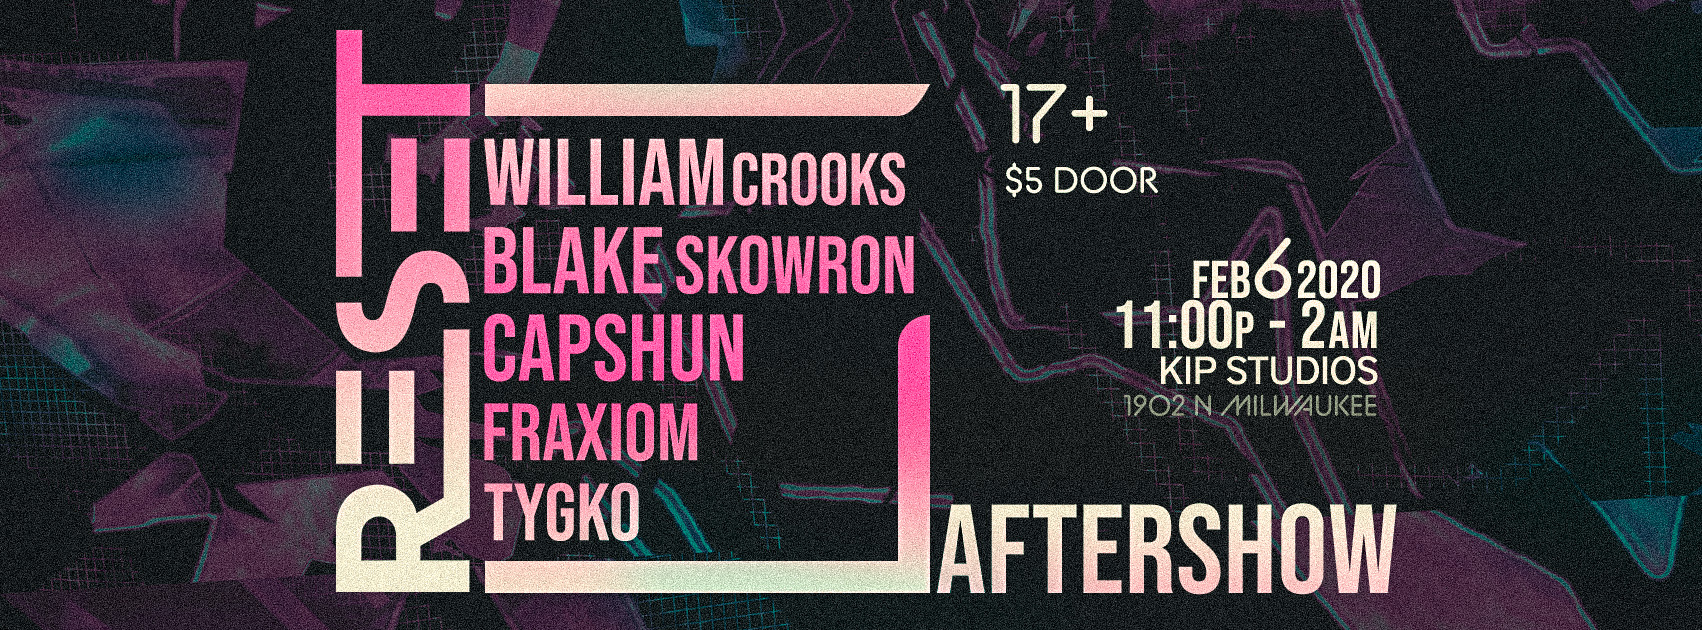 RESET
WILLIAM CROOKS
BLAKE SKOWRON
CAPSHUN
FRAXIOM
TYGKO
17+
$5 DOOR
FEB 6 2020
11:00P - 2AM
KIP STUDIOS
1902 N MILWAUKEE
AFTERSHOW